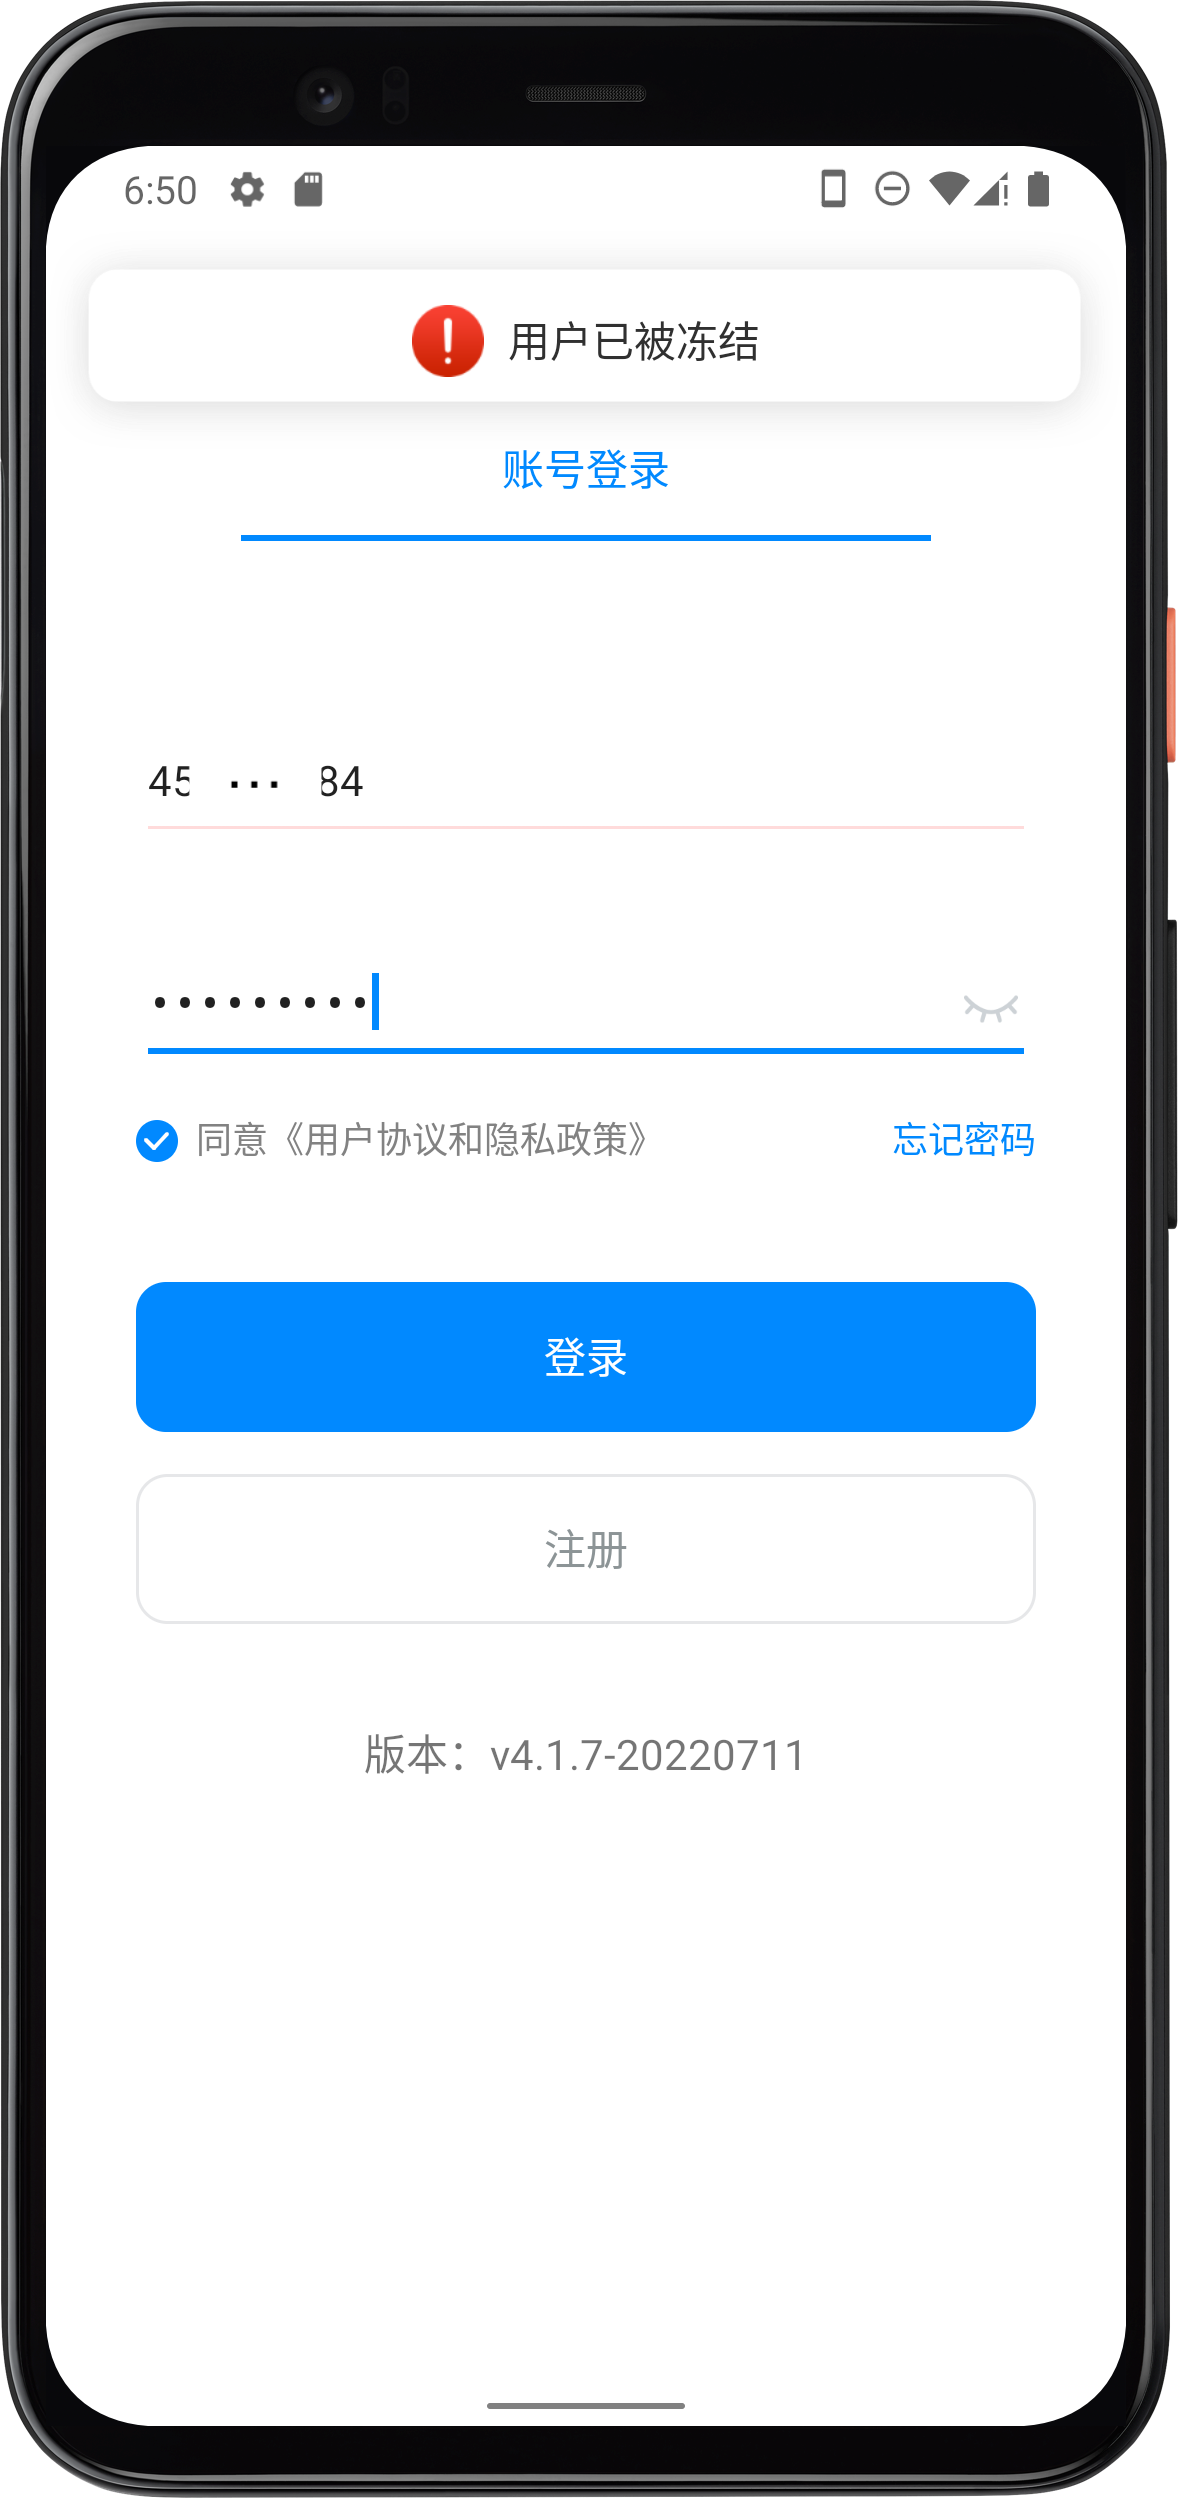 6:50
用户已被冻结
账号登录
45 ··· 84
•••••••••
同意《用户协议和隐私政策》
忘记密码
登录
注册
版本：v4.1.7-20220711